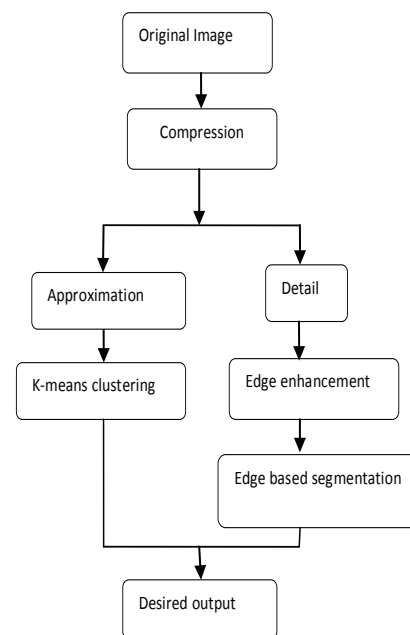 Original Image
Compression
Approximation
Detail
K-means clustering
Edge enhancement
Edge based segmentation
Desired output